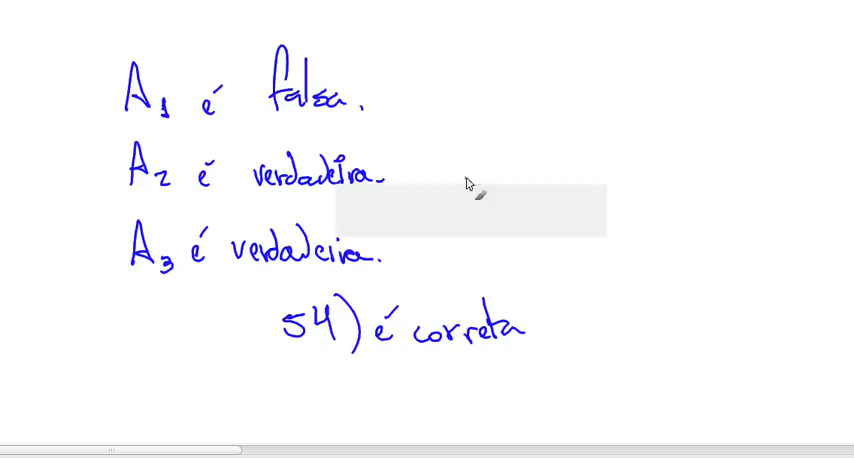 A1 é falsa.
A2 é verdadeira.
A3 é verdadeira.
54) é correta